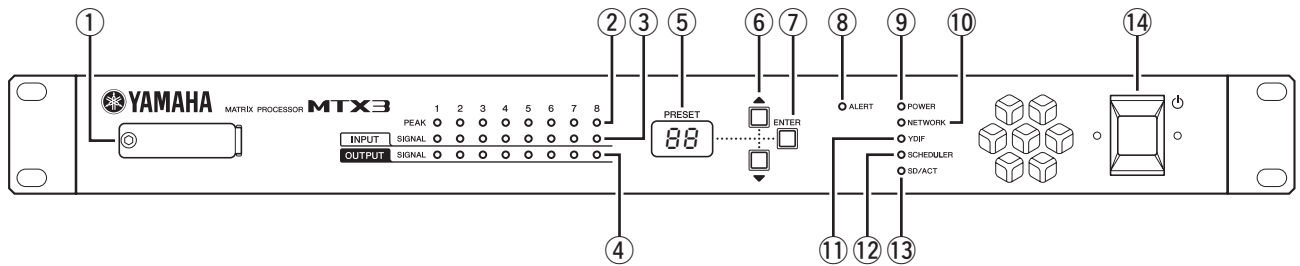 ① ② ③ ⑤ ⑥ ⑦ ⑧ ⑨ ⑩ ⑭
YAMAHA MATRIX PROCESSOR MTX3
1 2 3 4 5 6 7 8
PEAK
INPUT SIGNAL
OUTPUT SIGNAL
PRESET
88
ENTER
ALERT
POWER
NETWORK
YDIF
SCHEDULER
SD/ACT
④ ⑪ ⑫ ⑬